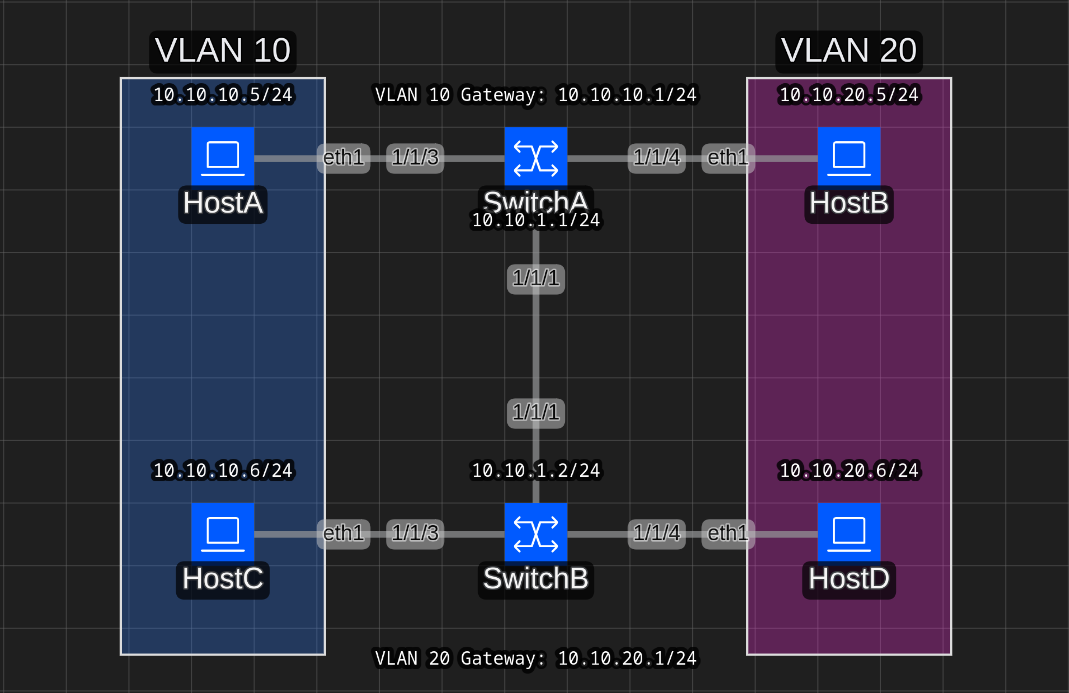 VLAN 10
VLAN 20
10.10.10.5/24
VLAN 10 Gateway: 10.10.10.1/24
10.10.20.5/24
eth1
1/1/3
1/1/4
eth1
HostA
SwitchA
HostB
10.10.1.1/24
1/1/1
1/1/1
10.10.10.6/24
10.10.1.2/24
10.10.20.6/24
eth1
1/1/3
1/1/4
eth1
HostC
SwitchB
HostD
VLAN 20 Gateway: 10.10.20.1/24